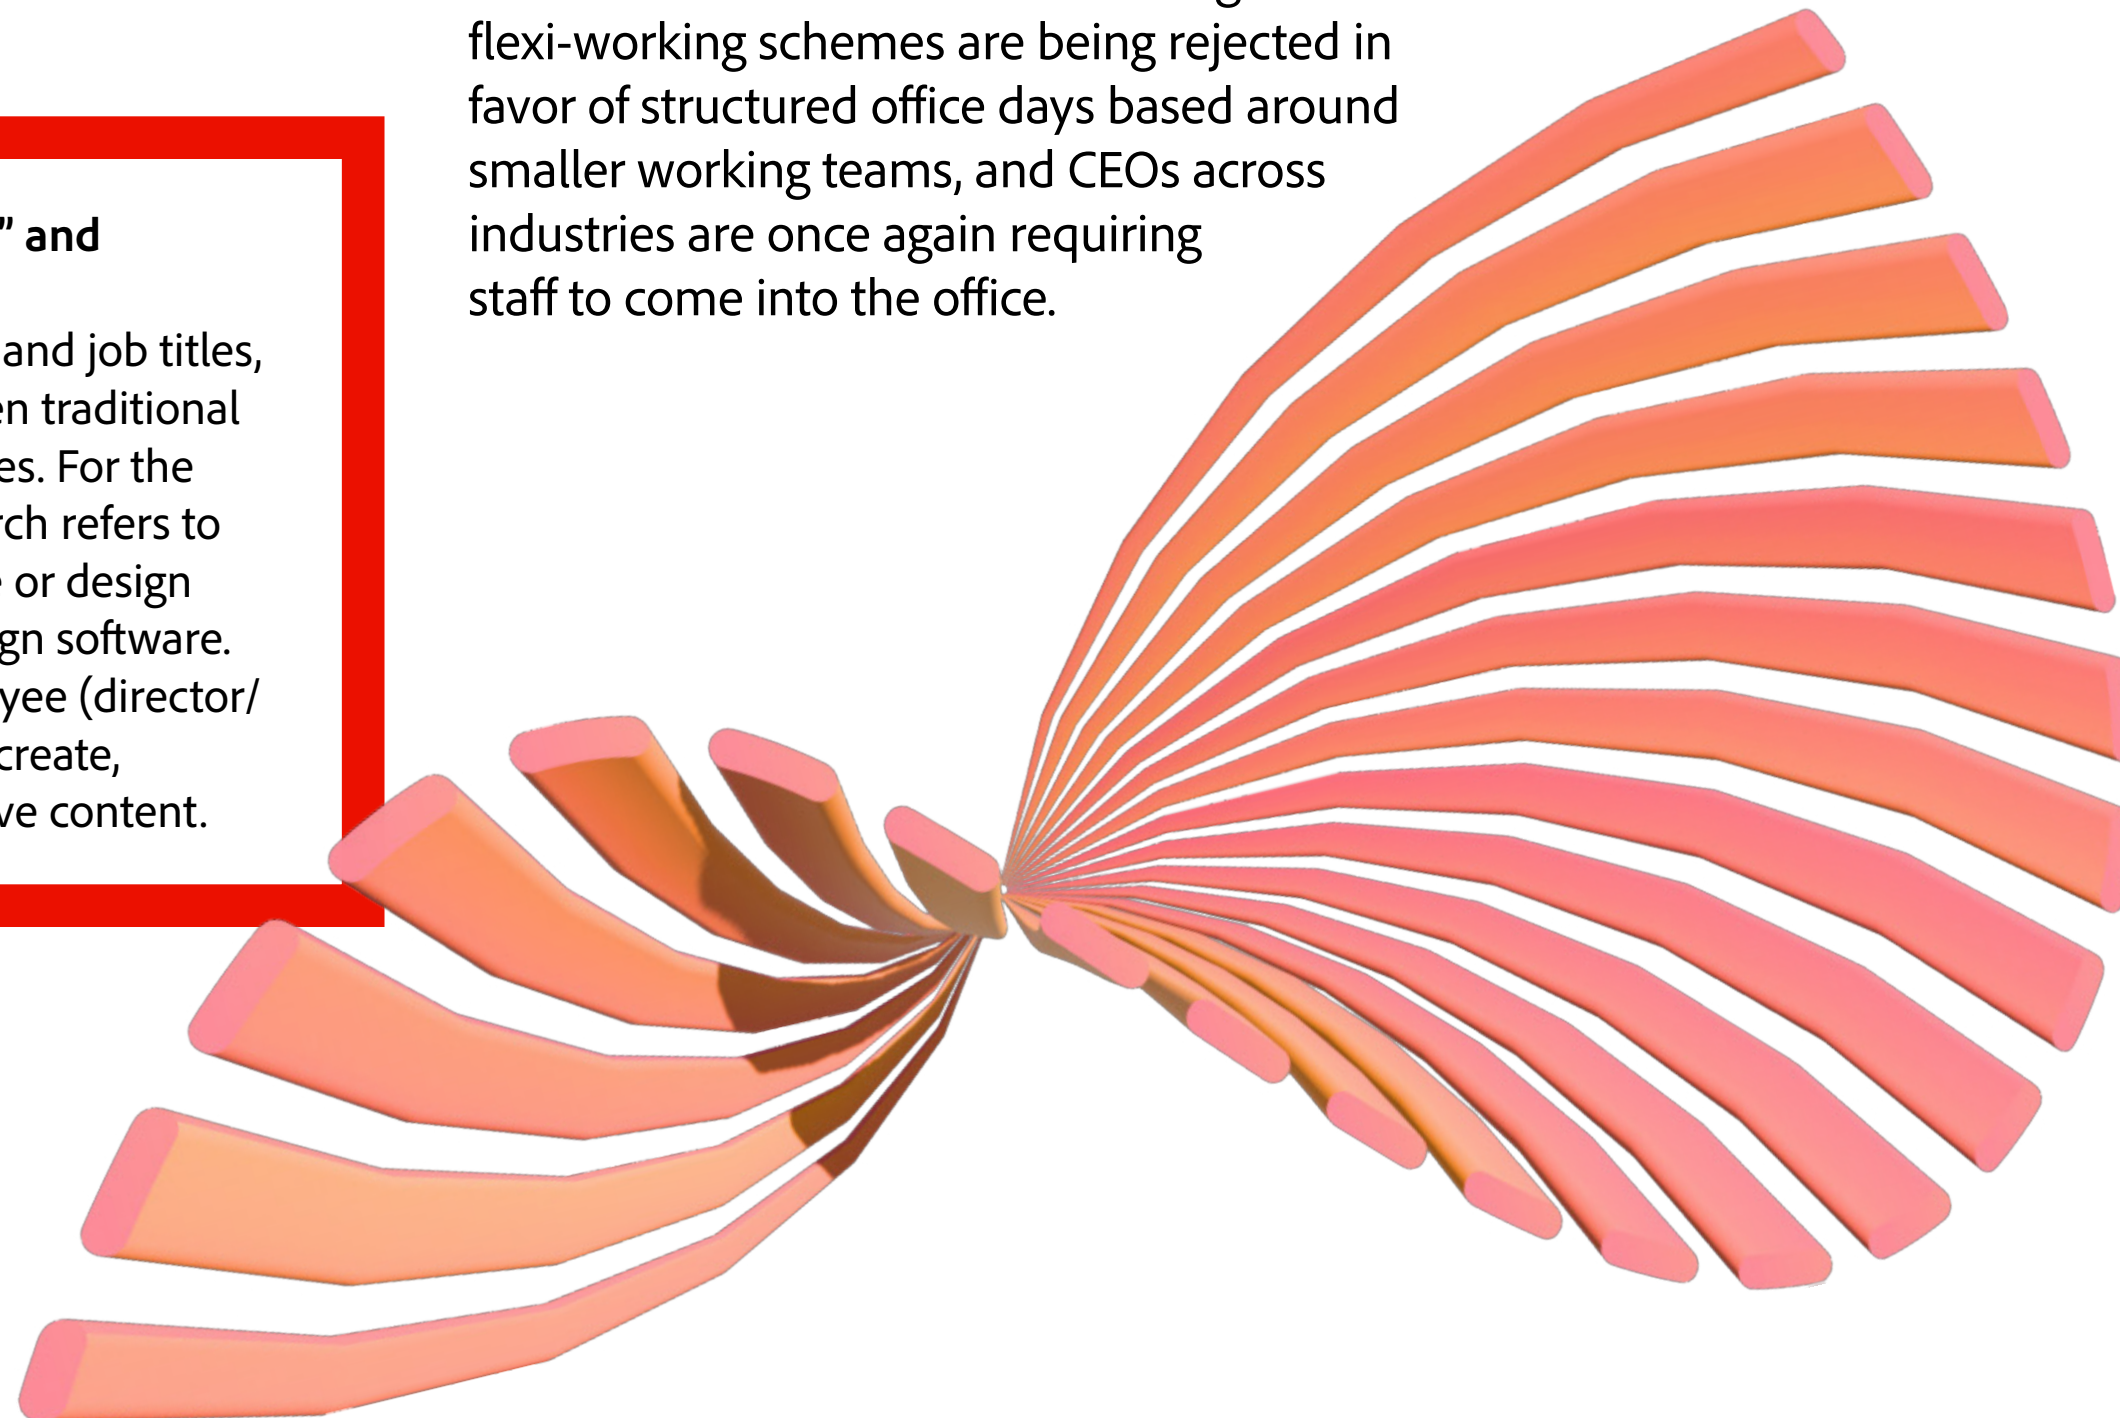 ” and
and job titles,
en traditional
es. For the
rch refers to
e or design
gn software.
yee (director/
create,
ve content.
flexi-working schemes are being rejected in
favor of structured office days based around
smaller working teams, and CEOs across
industries are once again requiring
staff to come into the office.